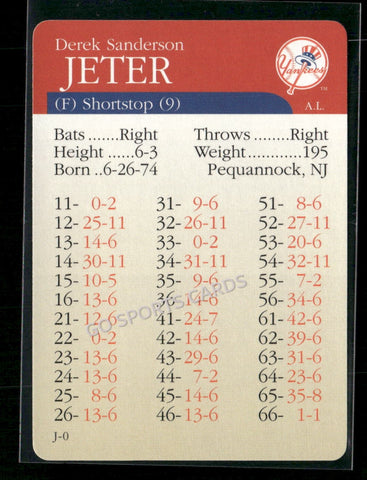 Derek Sanderson
JETER
Yankees
TM
(F) Shortstop (9)
A.L.
Bats .......Right Throws ........Right
Height ......6-3 Weight............195
Born ..6-26-74 Pequannock, NJ
11- 0-2 31- 9-6 51- 8-6
12- 25-11 32- 26-11 52- 27-11
13- 14-6 33- 0-2 53- 20-6
14- 30-11 34- 31-11 54- 32-11
15- 10-5 35- 9-6 55- 7-2
16- 13-6 36- 14-6 56- 34-6
21- 12-6 41- 24-7 61- 42-6
22- 0-2 42- 14-6 62- 39-6
23- 13-6 43- 29-6 63- 31-6
24- 13-6 44- 7-2 64- 33-6
25- 8-6 45- 14-6 65- 35-8
26- 13-6 46- 13-6 66- 1-1
J-0
GO SPORTS CARDS